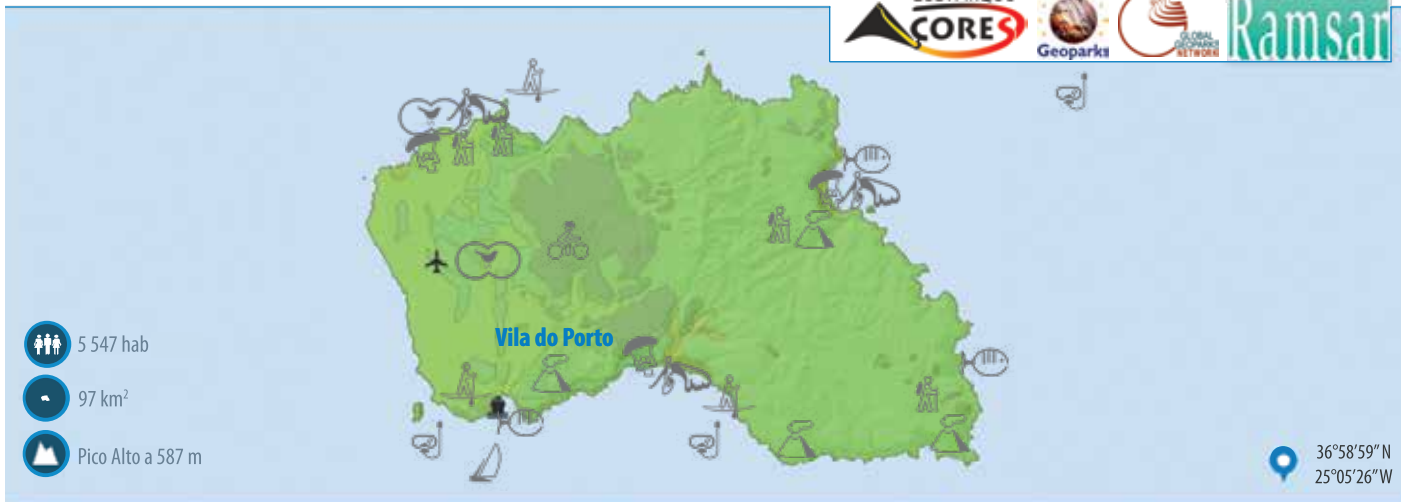 CORES
Geoparks
GLOBAL
GEOPARKS
NETWORK
Ramsar
Vila do Porto
5 547 hab
97 km²
Pico Alto a 587 m
36°58′59″ N
25°05′26″ W